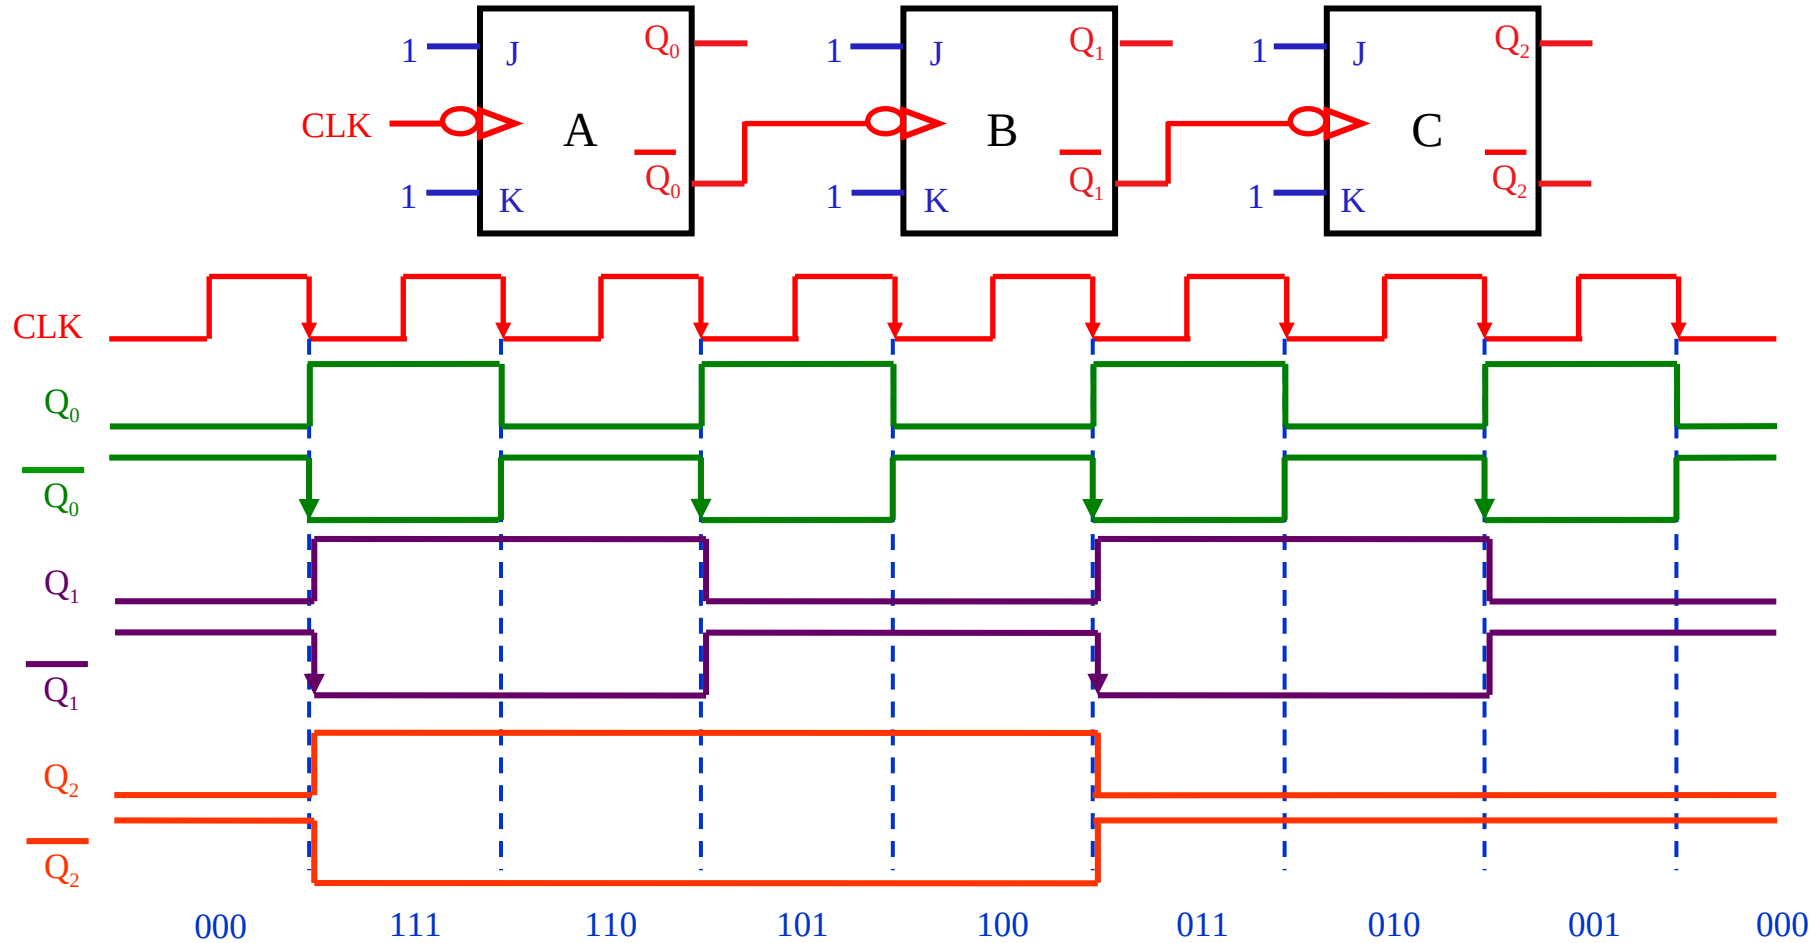 1 J Q₀ 1 J Q₁ 1 J Q₂
CLK A B C
1 K Q̅₀ 1 K Q̅₁ 1 K Q̅₂
CLK
Q₀
Q̅₀
Q₁
Q̅₁
Q₂
Q̅₂
000 111 110 101 100 011 010 001 000